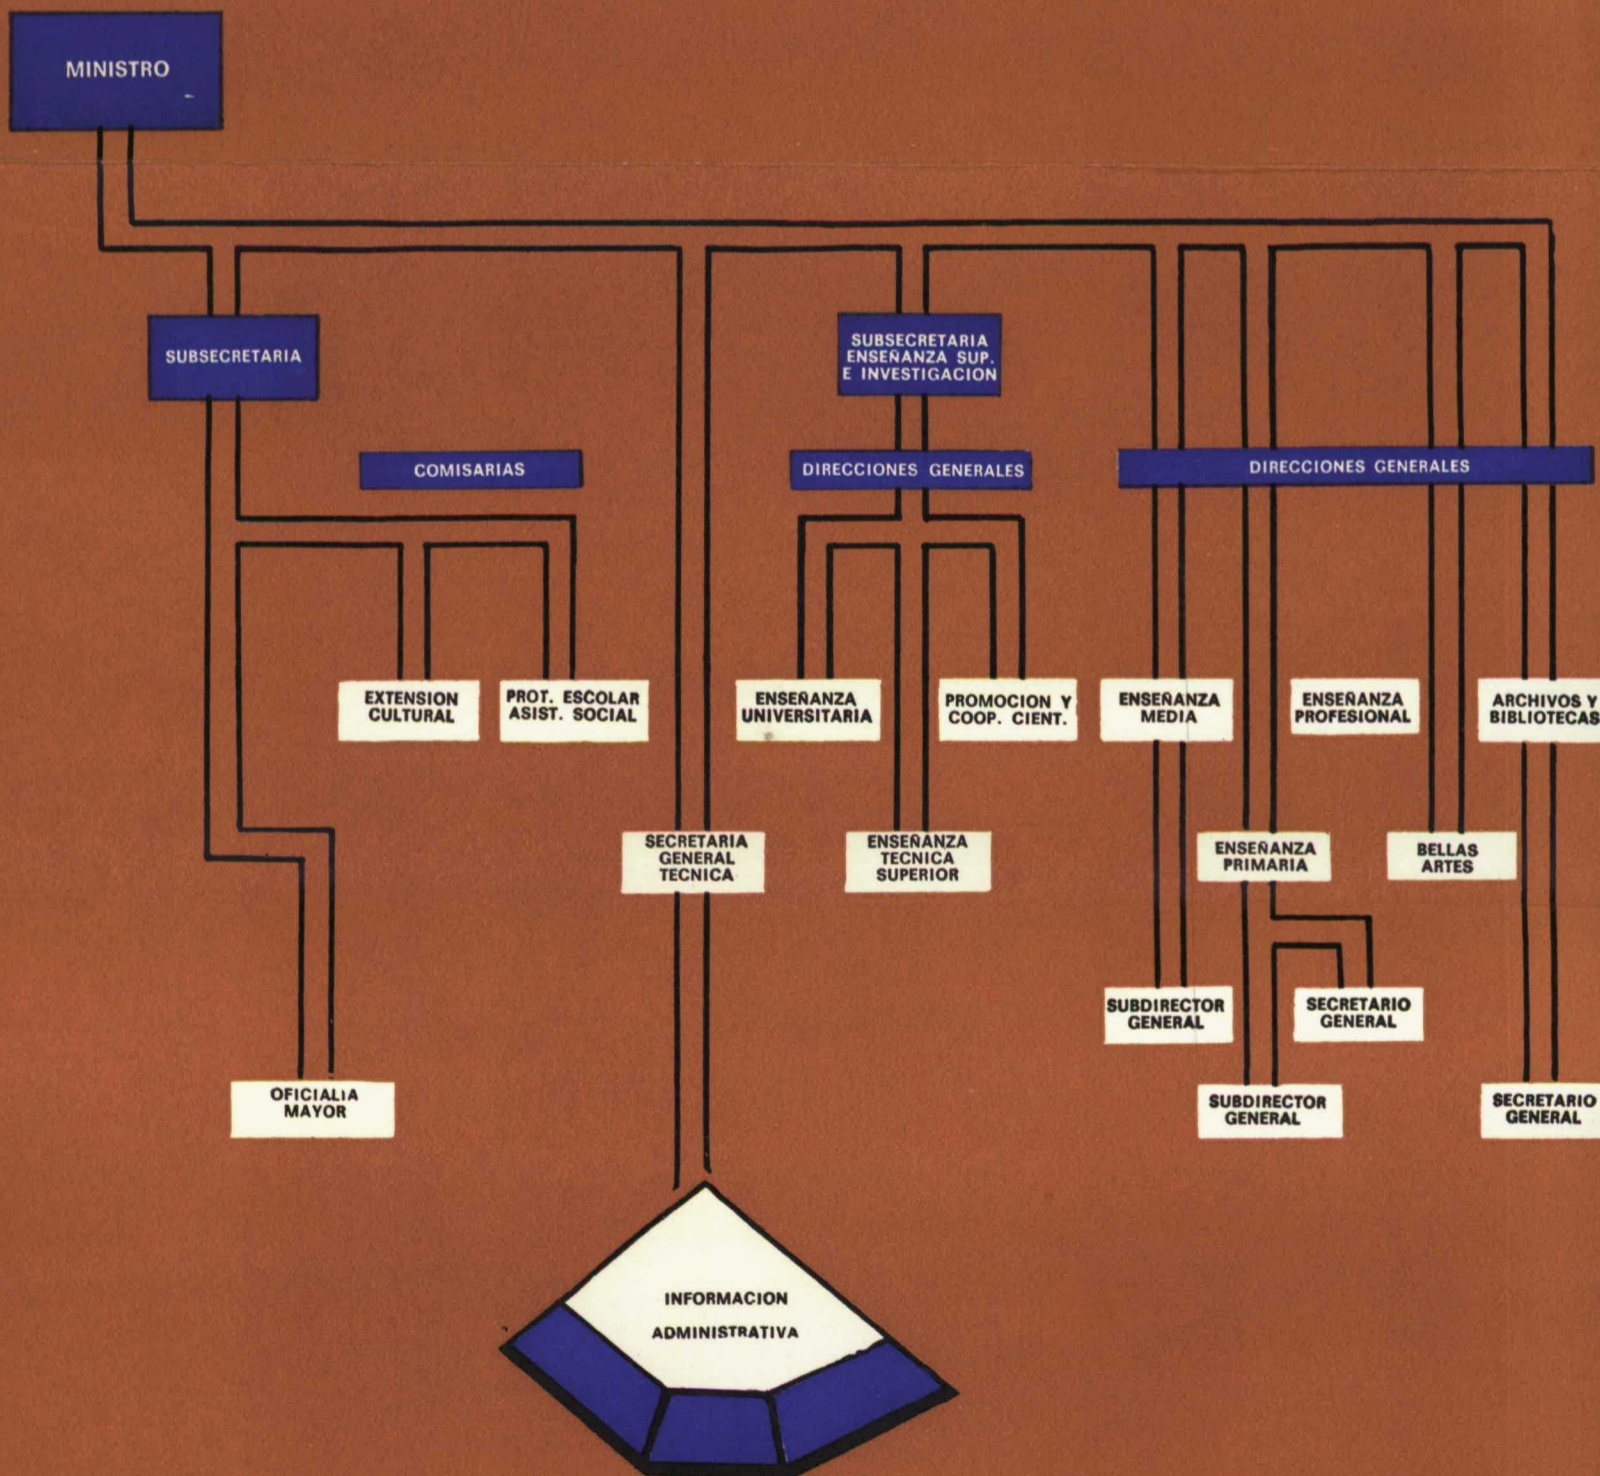 MINISTRO
SUBSECRETARIA
SUBSECRETARIA
ENSEÑANZA SUP.
E INVESTIGACION
COMISARIAS
DIRECCIONES GENERALES
DIRECCIONES GENERALES
EXTENSION
CULTURAL
PROT. ESCOLAR
ASIST. SOCIAL
ENSEÑANZA
UNIVERSITARIA
PROMOCION Y
COOP. CIENT.
ENSEÑANZA
MEDIA
ENSEÑANZA
PROFESIONAL
ARCHIVOS Y
BIBLIOTECAS
SECRETARIA
GENERAL
TECNICA
ENSEÑANZA
TECNICA
SUPERIOR
ENSEÑANZA
PRIMARIA
BELLAS
ARTES
SUBDIRECTOR
GENERAL
SECRETARIO
GENERAL
OFICIALIA
MAYOR
SUBDIRECTOR
GENERAL
SECRETARIO
GENERAL
INFORMACION
ADMINISTRATIVA